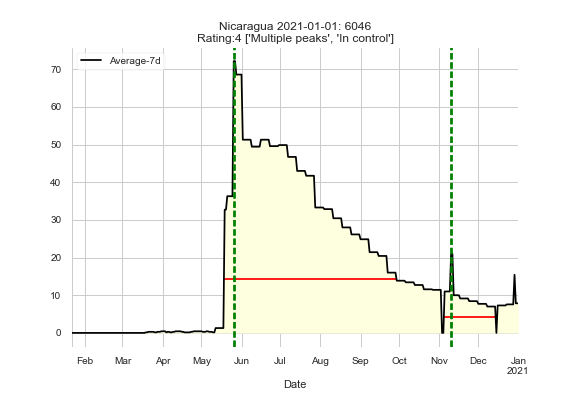 Nicaragua 2021-01-01: 6046
Rating:4 ['Multiple peaks', 'In control']
Average-7d
70
60
50
40
30
20
10
0
Feb Mar Apr May Jun Jul Aug Sep Oct Nov Dec Jan
2021
Date